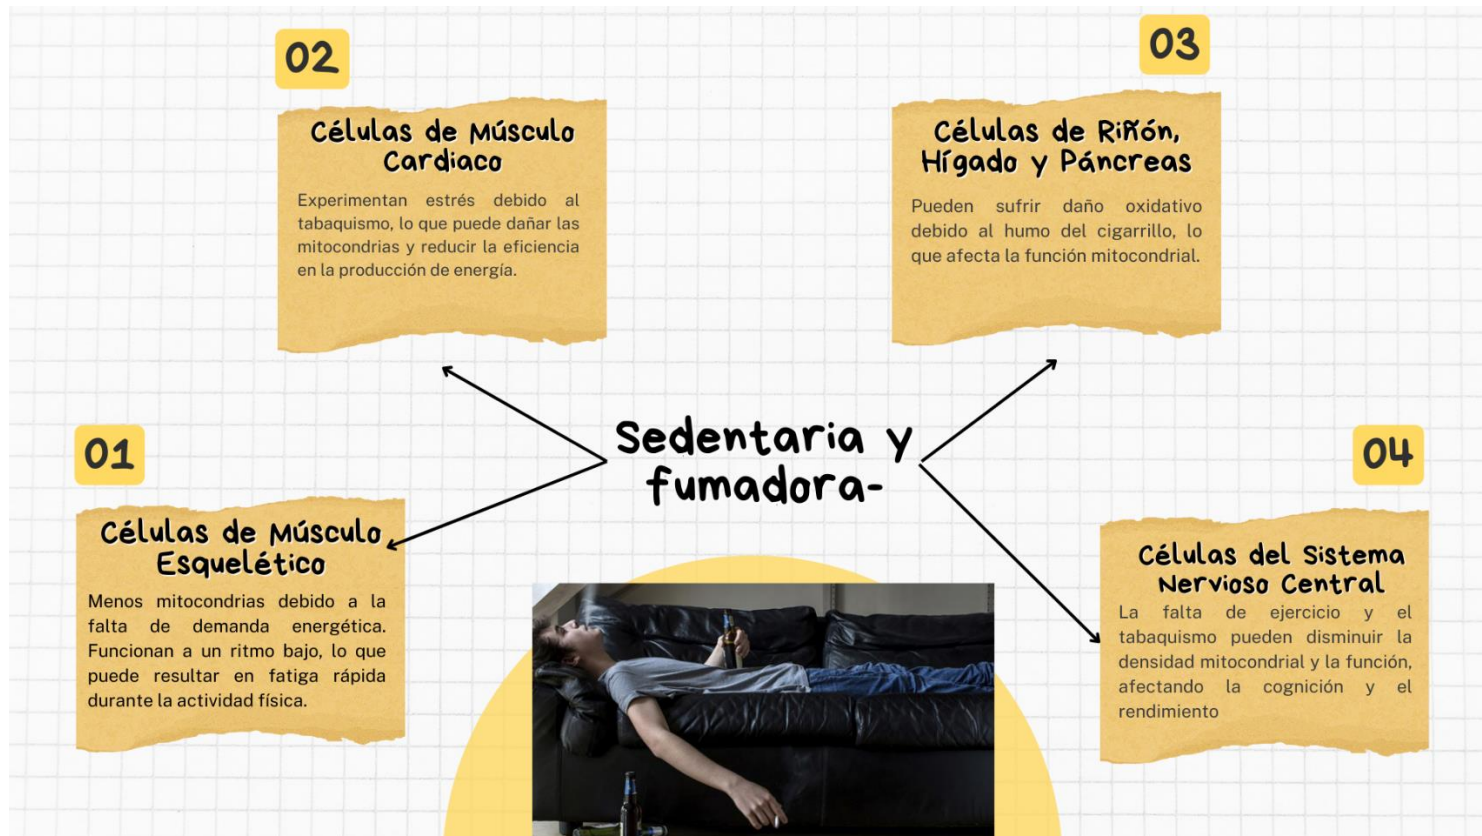 02
Células de Músculo
Cardiaco
Experimentan estrés debido al
tabaquismo, lo que puede dañar las
mitocondrias y reducir la eficiencia
en la producción de energía.
03
Células de Riñón,
Hígado y Páncreas
Pueden sufrir daño oxidativo
debido al humo del cigarrillo, lo
que afecta la función mitocondrial.
Sedentaria y
fumadora-
01
Células de Músculo
Esquelético
Menos mitocondrias debido a la
falta de demanda energética.
Funcionan a un ritmo bajo, lo que
puede resultar en fatiga rápida
durante la actividad física.
04
Células del Sistema
Nervioso Central
La falta de ejercicio y el
tabaquismo pueden disminuir la
densidad mitocondrial y la función,
afectando la cognición y el
rendimiento